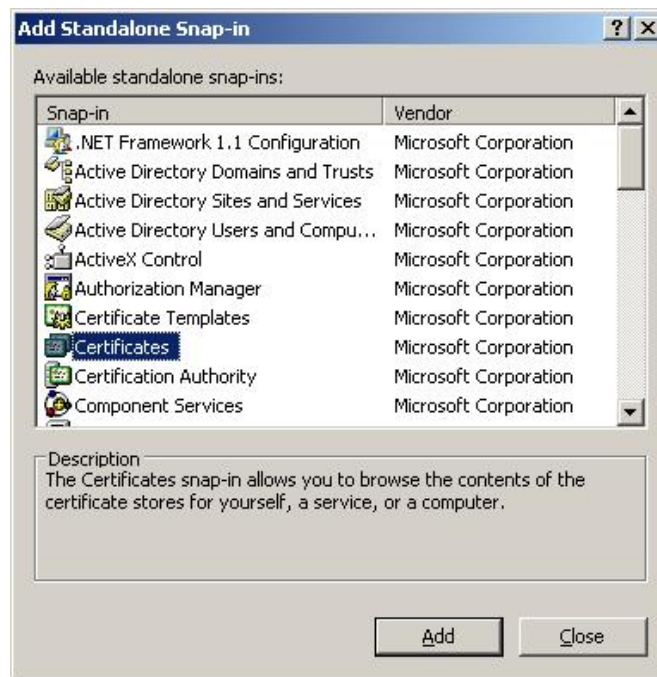 Add Standalone Snap-in
Available standalone snap-ins:
Snap-in Vendor
.NET Framework 1.1 Configuration Microsoft Corporation
Active Directory Domains and Trusts Microsoft Corporation
Active Directory Sites and Services Microsoft Corporation
Active Directory Users and Compu... Microsoft Corporation
ActiveX Control Microsoft Corporation
Authorization Manager Microsoft Corporation
Certificate Templates Microsoft Corporation
Certificates Microsoft Corporation
Certification Authority Microsoft Corporation
Component Services Microsoft Corporation
Description
The Certificates snap-in allows you to browse the contents of the
certificate stores for yourself, a service, or a computer.
Add Close